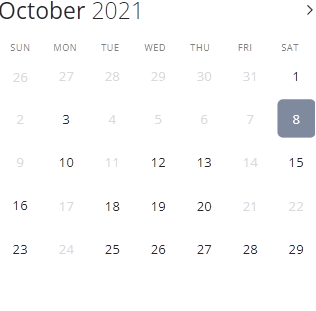 October 2021
SUN MON TUE WED THU FRI SAT
26 27 28 29 30 31 1
2 3 4 5 6 7 8
9 10 11 12 13 14 15
16 17 18 19 20 21 22
23 24 25 26 27 28 29